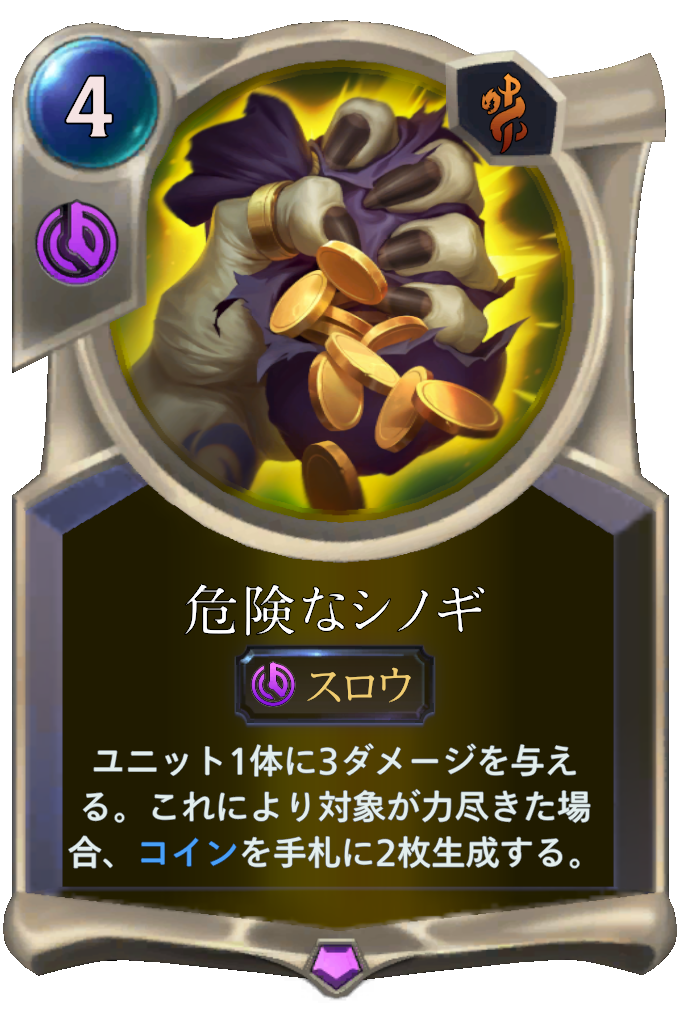 4
危険なシノギ
スロウ
ユニット1体に3ダメージを与え
る。これにより対象が力尽きた場
合、コインを手札に2枚生成する。